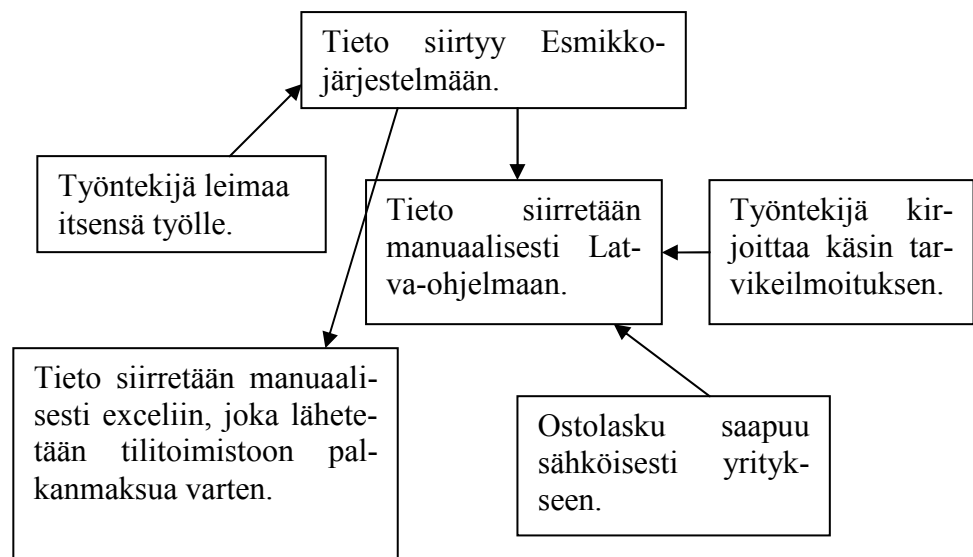 Tieto siirtyy Esmikko-
järjestelmään.
Työntekijä leimaa
itsensä työlle.
Tieto siirretään
manuaalisesti Lat-
va-ohjelmaan.
Työntekijä kir-
joittaa käsin tar-
vikeilmoituksen.
Tieto siirretään manuaali-
sesti exceliin, joka lähete-
tään tilitoimistoon pal-
kanmaksua varten.
Ostolasku saapuu
sähköisesti yrityk-
seen.